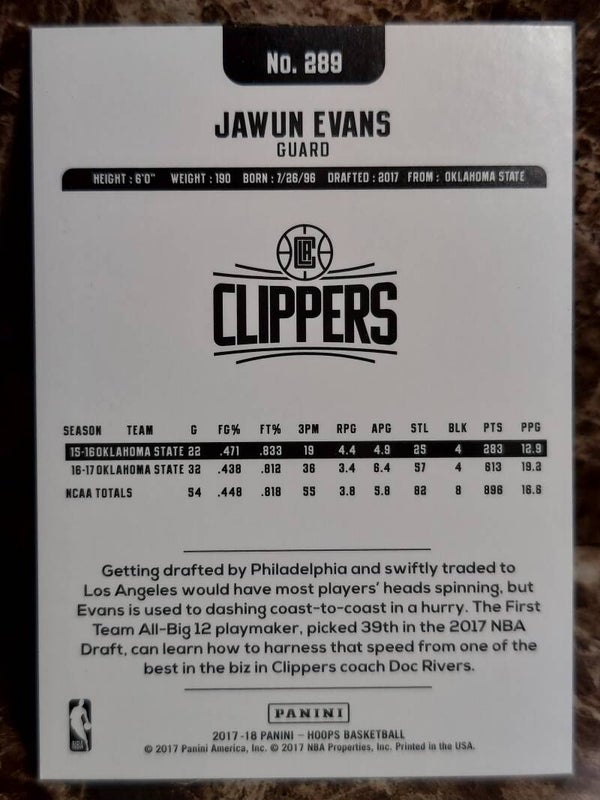 No. 289
JAWUN EVANS
GUARD
HEIGHT : 6'0" WEIGHT : 190 BORN : 7/26/96 DRAFTED : 2017 FROM : OKLAHOMA STATE
LAC
CLIPPERS
SEASON TEAM G FG% FT% 3PM RPG APG STL BLK PTS PPG
15-16 OKLAHOMA STATE 22 .471 .833 19 4.4 4.9 25 4 283 12.9
16-17 OKLAHOMA STATE 32 .438 .812 36 3.4 6.4 57 4 613 19.2
NCAA TOTALS 54 .448 .818 55 3.8 5.8 82 8 896 16.6
Getting drafted by Philadelphia and swiftly traded to
Los Angeles would have most players' heads spinning, but
Evans is used to dashing coast-to-coast in a hurry. The First
Team All-Big 12 playmaker, picked 39th in the 2017 NBA
Draft, can learn how to harness that speed from one of the
best in the biz in Clippers coach Doc Rivers.
PANINI
NBA
2017-18 PANINI – HOOPS BASKETBALL
© 2017 Panini America, Inc. © 2017 NBA Properties, Inc. Printed in the USA.